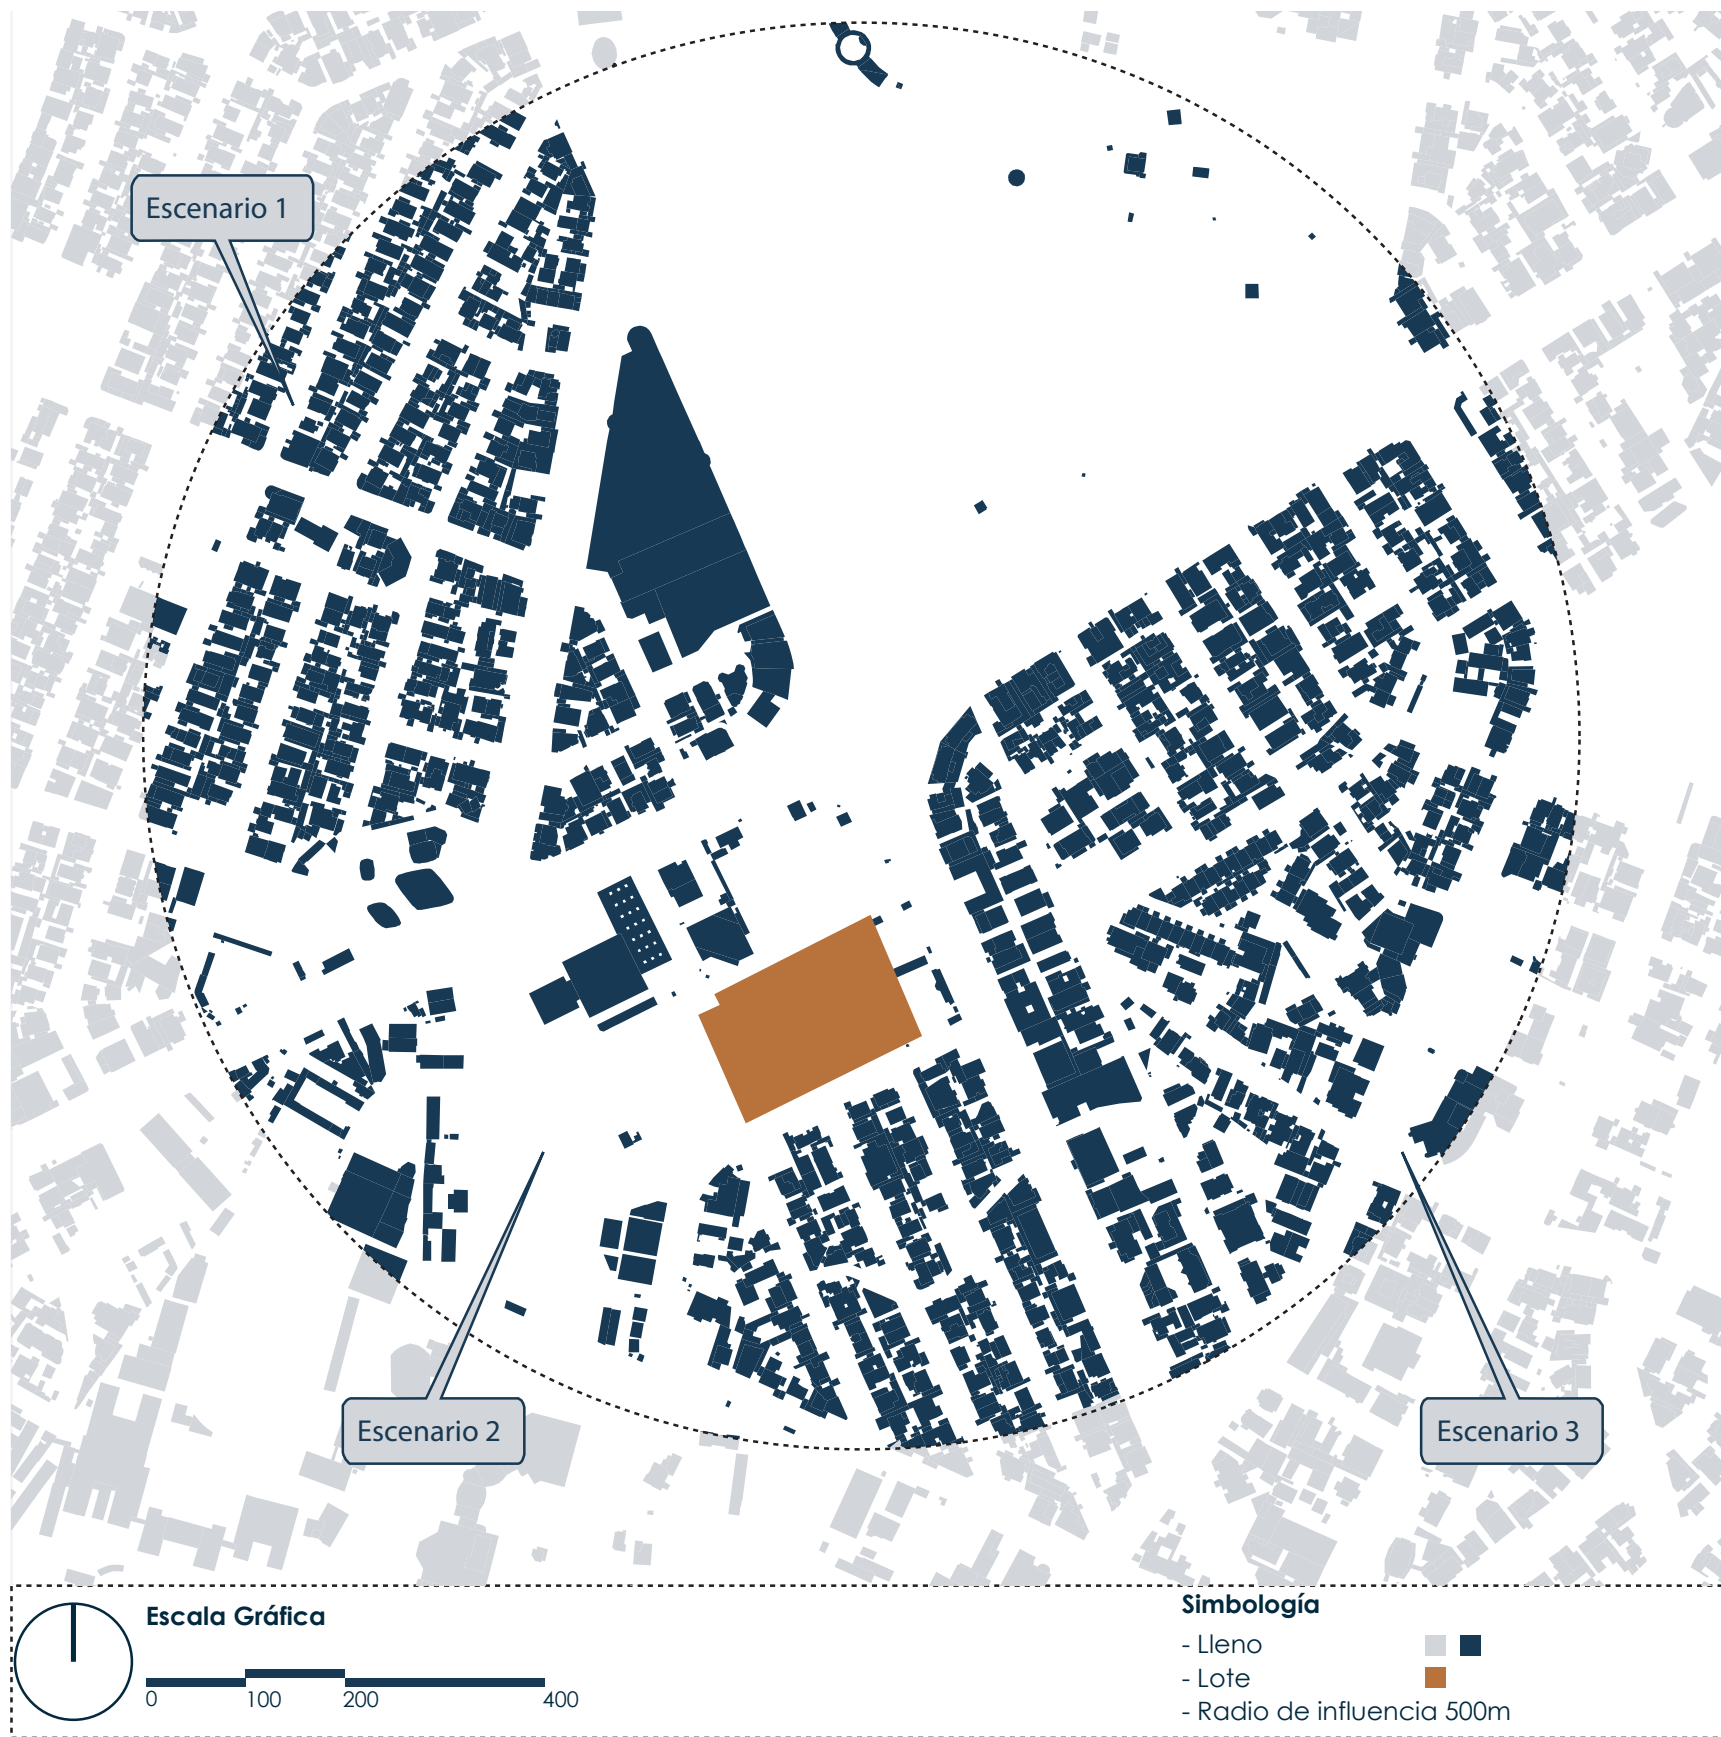 Escenario 1
Escenario 2
Escenario 3
Escala Gráfica
0 100 200 400
Simbología
- Lleno
- Lote
- Radio de influencia 500m